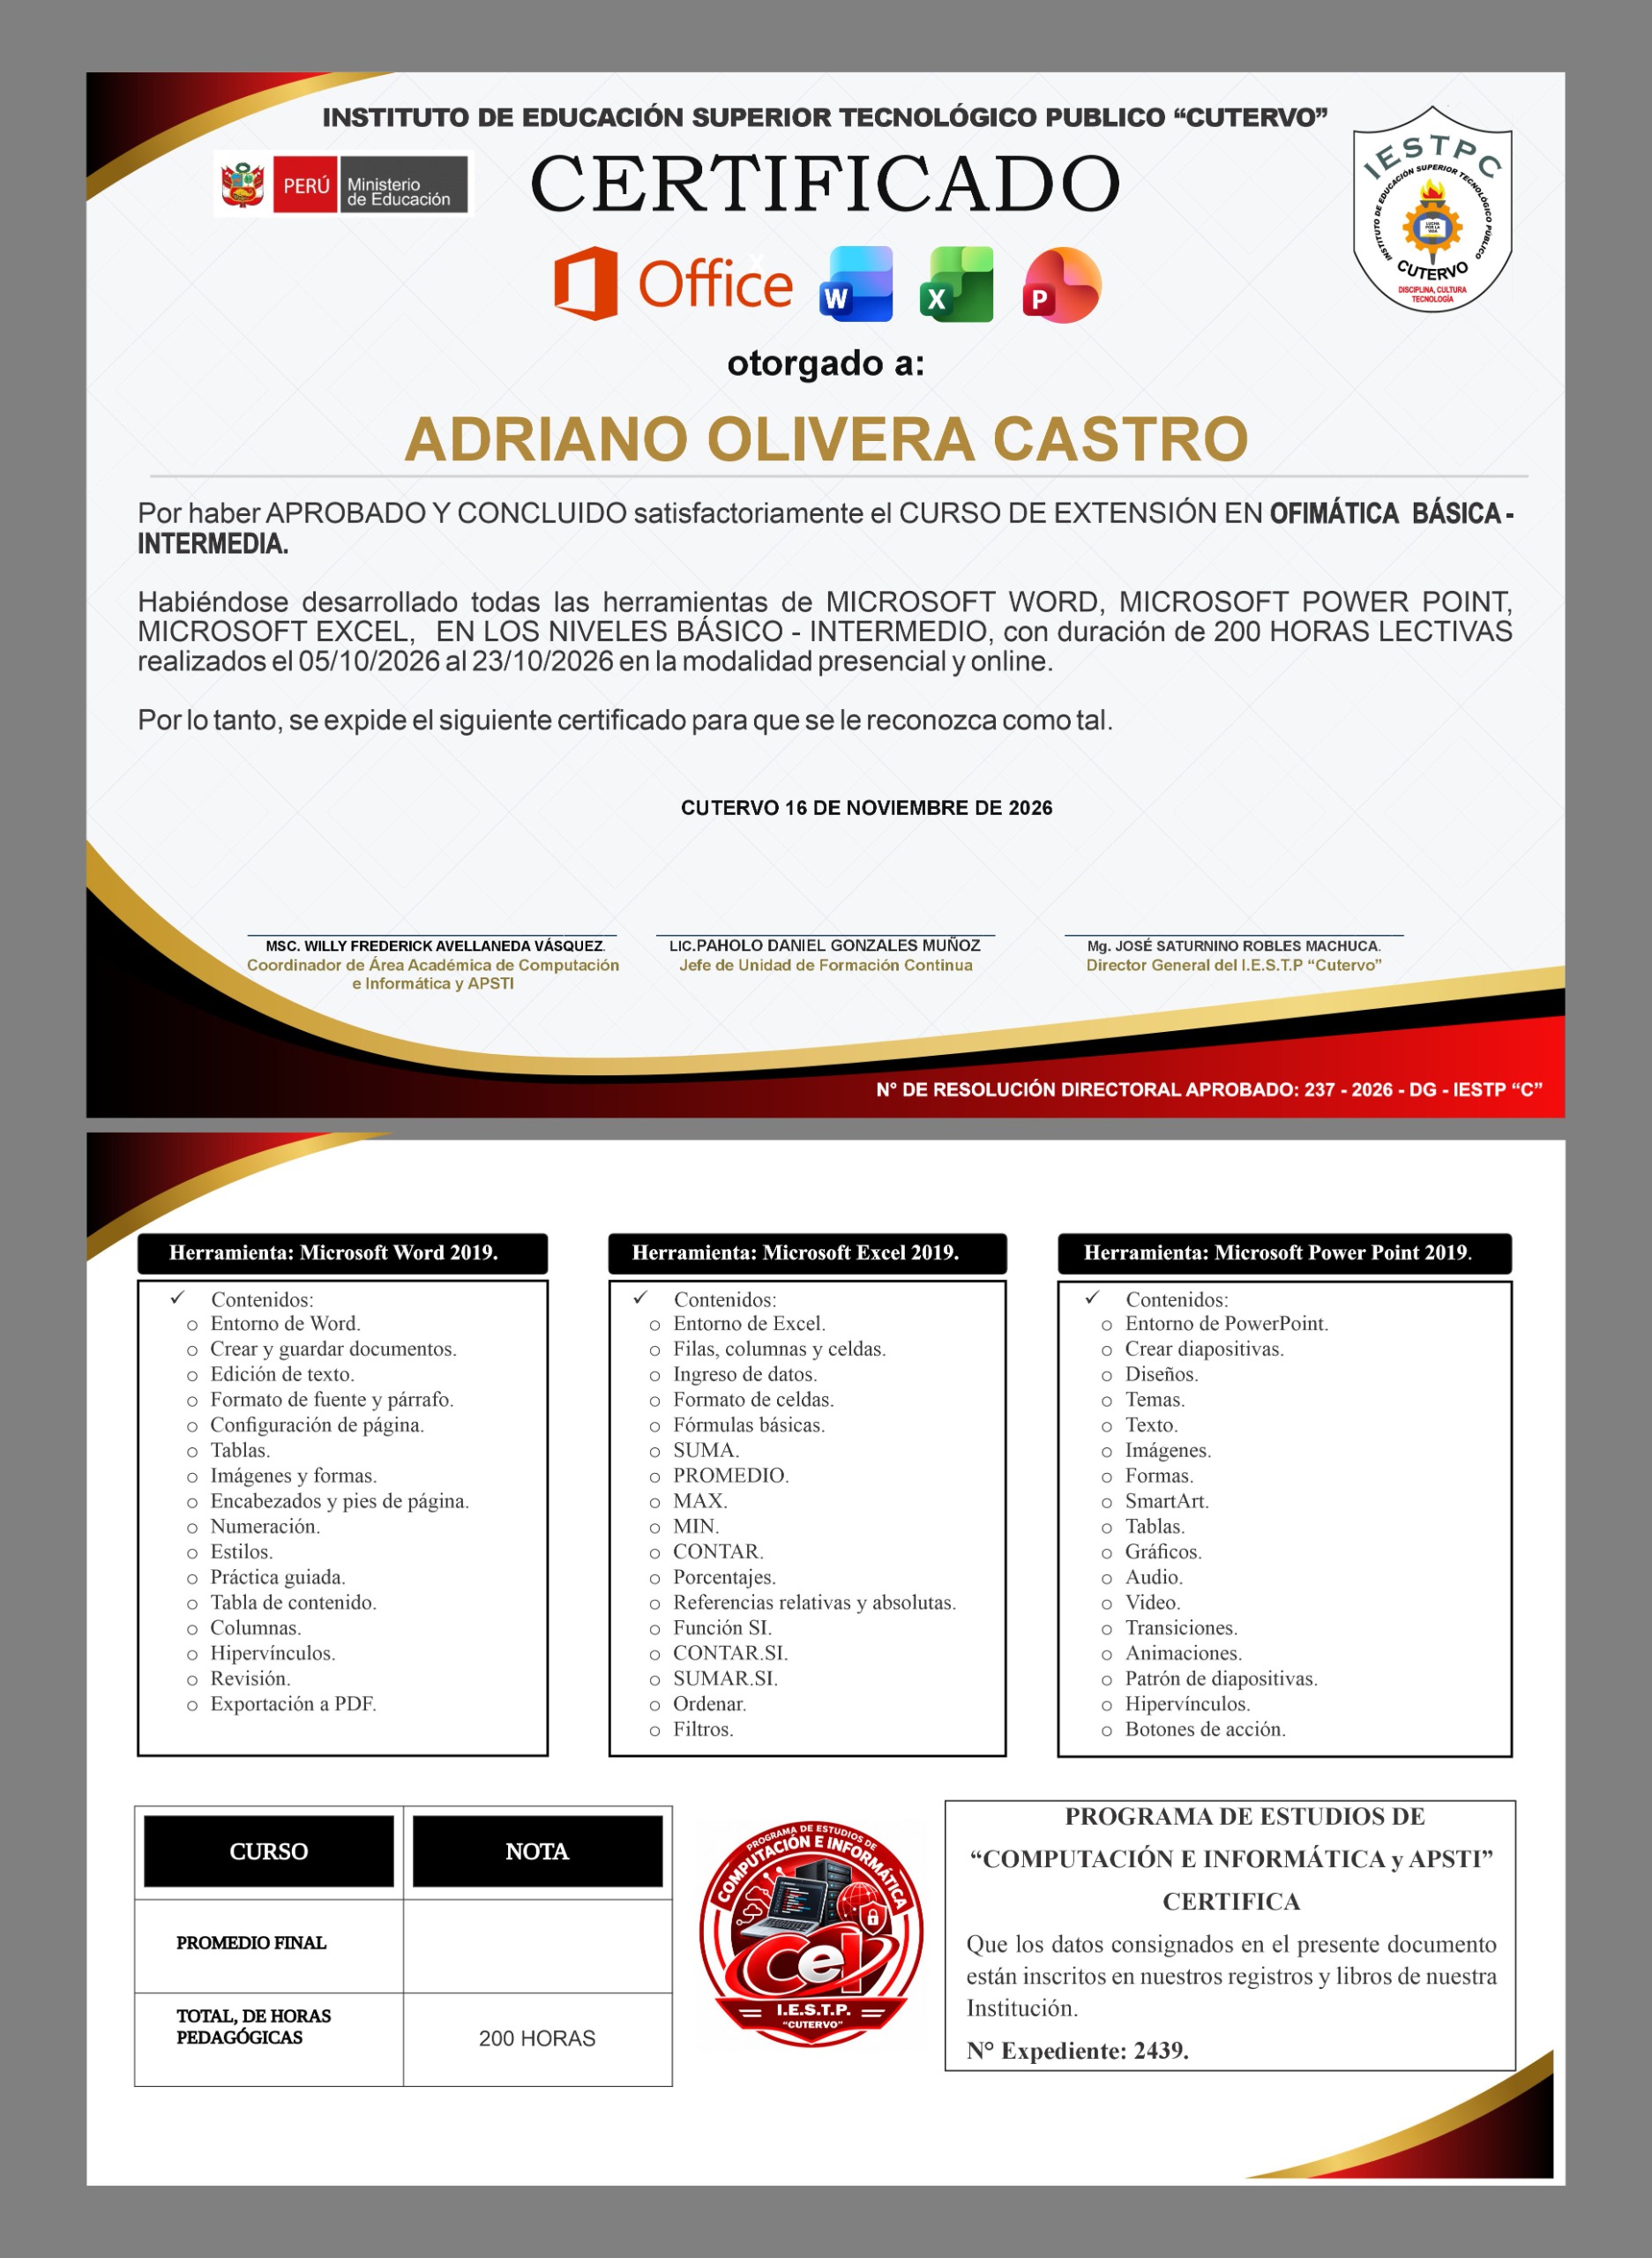 INSTITUTO DE EDUCACIÓN SUPERIOR TECNOLÓGICO PUBLICO “CUTERVO”
PERÚ
Ministerio
de Educación
CERTIFICADO
IESTPC
INSTITUTO DE EDUCACIÓN SUPERIOR TECNOLÓGICO PUBLICO
CUTERVO
DISCIPLINA, CULTURA
TECNOLOGÍA
Office
W
X
P
otorgado a:
ADRIANO OLIVERA CASTRO
Por haber APROBADO Y CONCLUIDO satisfactoriamente el CURSO DE EXTENSIÓN EN OFIMÁTICA BÁSICA -
INTERMEDIA.
Habiéndose desarrollado todas las herramientas de MICROSOFT WORD, MICROSOFT POWER POINT,
MICROSOFT EXCEL, EN LOS NIVELES BÁSICO - INTERMEDIO, con duración de 200 HORAS LECTIVAS
realizados el 05/10/2026 al 23/10/2026 en la modalidad presencial y online.
Por lo tanto, se expide el siguiente certificado para que se le reconozca como tal.
CUTERVO 16 DE NOVIEMBRE DE 2026
MSC. WILLY FREDERICK AVELLANEDA VÁSQUEZ.
Coordinador de Área Académica de Computación
e Informática y APSTI
LIC.PAHOLO DANIEL GONZALES MUÑOZ
Jefe de Unidad de Formación Continua
Mg. JOSÉ SATURNINO ROBLES MACHUCA.
Director General del I.E.S.T.P “Cutervo”
N° DE RESOLUCIÓN DIRECTORAL APROBADO: 237 - 2026 - DG - IESTP “C”
Herramienta: Microsoft Word 2019.
✓ Contenidos:
o Entorno de Word.
o Crear y guardar documentos.
o Edición de texto.
o Formato de fuente y párrafo.
o Configuración de página.
o Tablas.
o Imágenes y formas.
o Encabezados y pies de página.
o Numeración.
o Estilos.
o Práctica guiada.
o Tabla de contenido.
o Columnas.
o Hipervínculos.
o Revisión.
o Exportación a PDF.
Herramienta: Microsoft Excel 2019.
✓ Contenidos:
o Entorno de Excel.
o Filas, columnas y celdas.
o Ingreso de datos.
o Formato de celdas.
o Fórmulas básicas.
o SUMA.
o PROMEDIO.
o MAX.
o MIN.
o CONTAR.
o Porcentajes.
o Referencias relativas y absolutas.
o Función SI.
o CONTAR.SI.
o SUMAR.SI.
o Ordenar.
o Filtros.
Herramienta: Microsoft Power Point 2019.
✓ Contenidos:
o Entorno de PowerPoint.
o Crear diapositivas.
o Diseños.
o Temas.
o Texto.
o Imágenes.
o Formas.
o SmartArt.
o Tablas.
o Gráficos.
o Audio.
o Video.
o Transiciones.
o Animaciones.
o Patrón de diapositivas.
o Hipervínculos.
o Botones de acción.
CURSO
NOTA
PROMEDIO FINAL
TOTAL, DE HORAS
PEDAGÓGICAS
200 HORAS
PROGRAMA DE ESTUDIOS DE
COMPUTACIÓN E INFORMÁTICA
CeI
I.E.S.T.P.
“CUTERVO”
PROGRAMA DE ESTUDIOS DE
“COMPUTACIÓN E INFORMÁTICA y APSTI”
CERTIFICA
Que los datos consignados en el presente documento
están inscritos en nuestros registros y libros de nuestra
Institución.
N° Expediente: 2439.